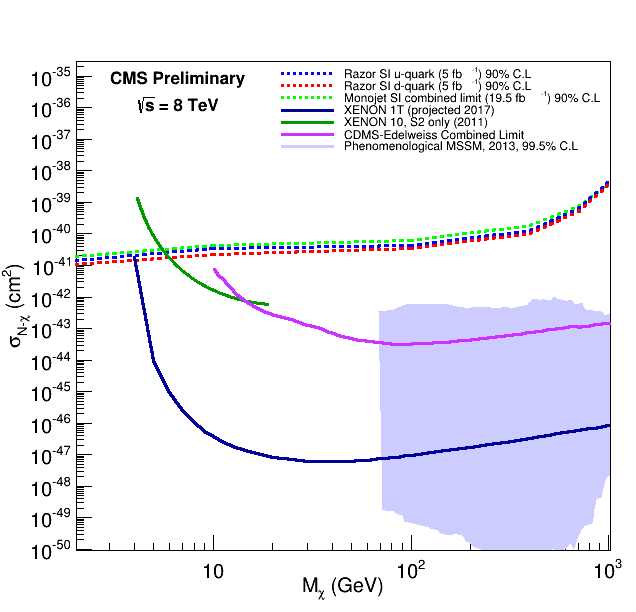 CMS Preliminary
√s = 8 TeV
Razor SI u-quark (5 fb⁻¹) 90% C.L
Razor SI d-quark (5 fb⁻¹) 90% C.L
Monojet SI combined limit (19.5 fb⁻¹) 90% C.L
XENON 1T (projected 2017)
XENON 10, S2 only (2011)
CDMS-Edelweiss Combined Limit
Phenomenological MSSM, 2013, 99.5% C.L
σN-χ (cm²)
10⁻³⁵
10⁻³⁶
10⁻³⁷
10⁻³⁸
10⁻³⁹
10⁻⁴⁰
10⁻⁴¹
10⁻⁴²
10⁻⁴³
10⁻⁴⁴
10⁻⁴⁵
10⁻⁴⁶
10⁻⁴⁷
10⁻⁴⁸
10⁻⁴⁹
10⁻⁵⁰
10 10² 10³
Mχ (GeV)